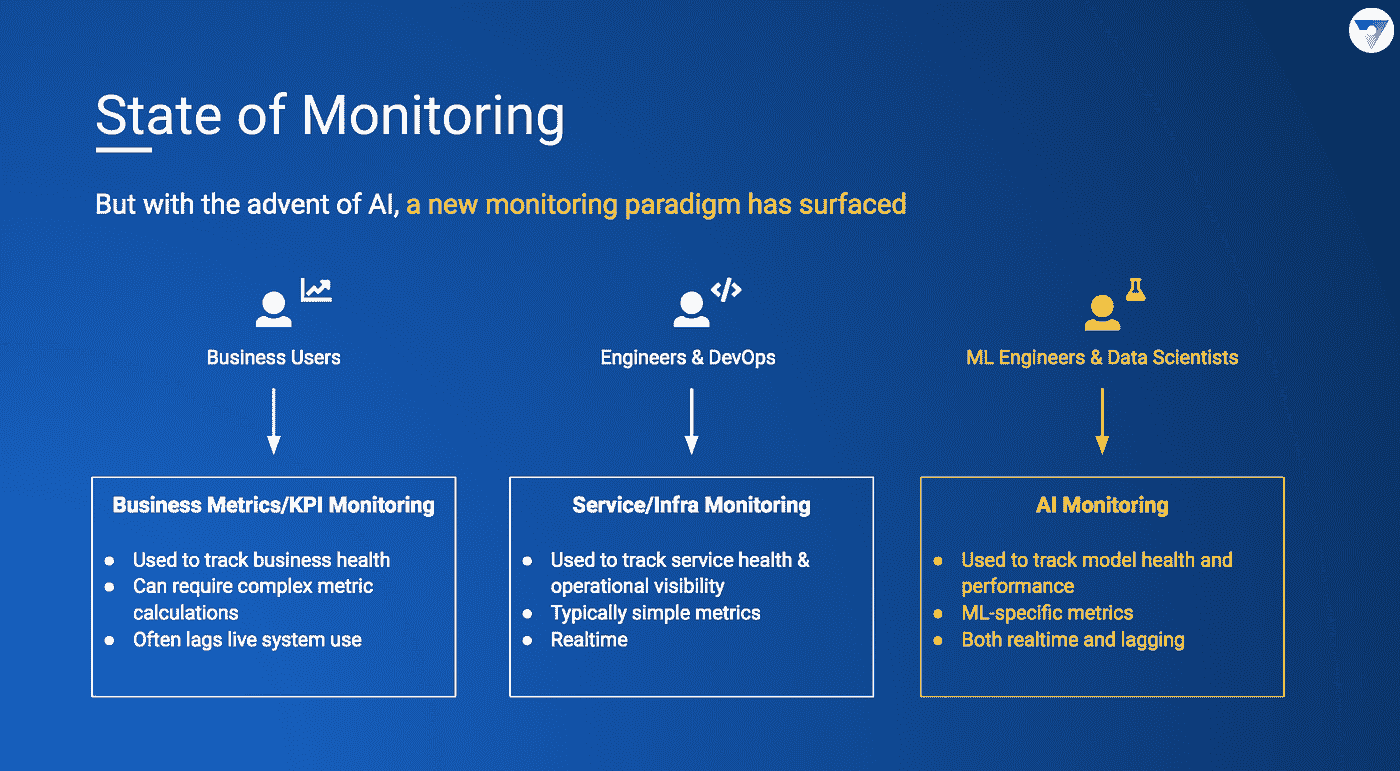 State of Monitoring
But with the advent of AI, a new monitoring paradigm has surfaced
Business Users
Business Metrics/KPI Monitoring
● Used to track business health
● Can require complex metric
calculations
● Often lags live system use
</>
Engineers & DevOps
Service/Infra Monitoring
● Used to track service health &
operational visibility
● Typically simple metrics
● Realtime
ML Engineers & Data Scientists
AI Monitoring
● Used to track model health and
performance
● ML-specific metrics
● Both realtime and lagging